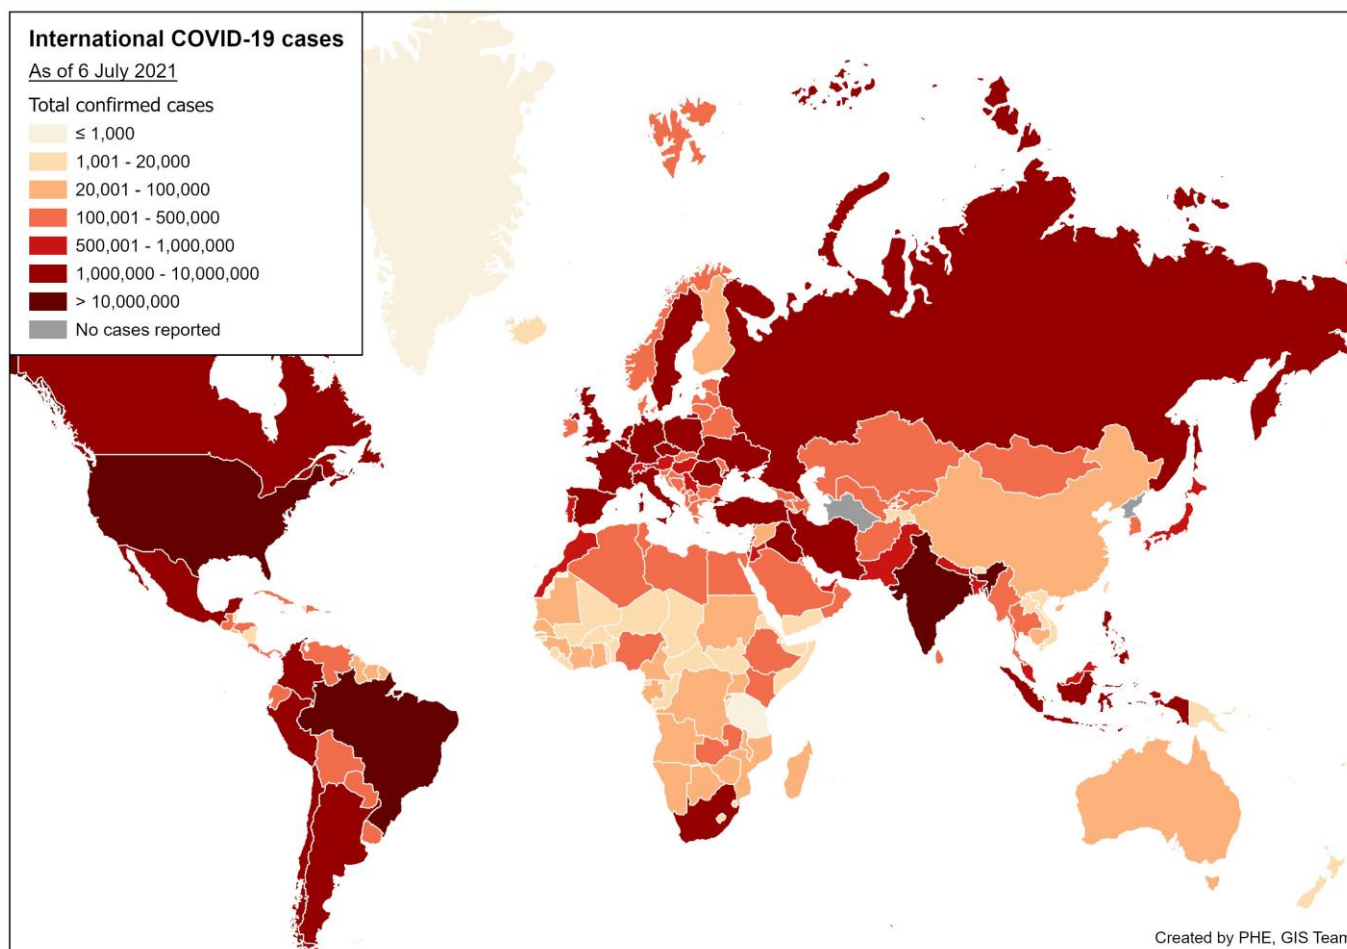 International COVID-19 cases
As of 6 July 2021
Total confirmed cases
≤ 1,000
1,001 - 20,000
20,001 - 100,000
100,001 - 500,000
500,001 - 1,000,000
1,000,000 - 10,000,000
> 10,000,000
No cases reported
Created by PHE, GIS Team